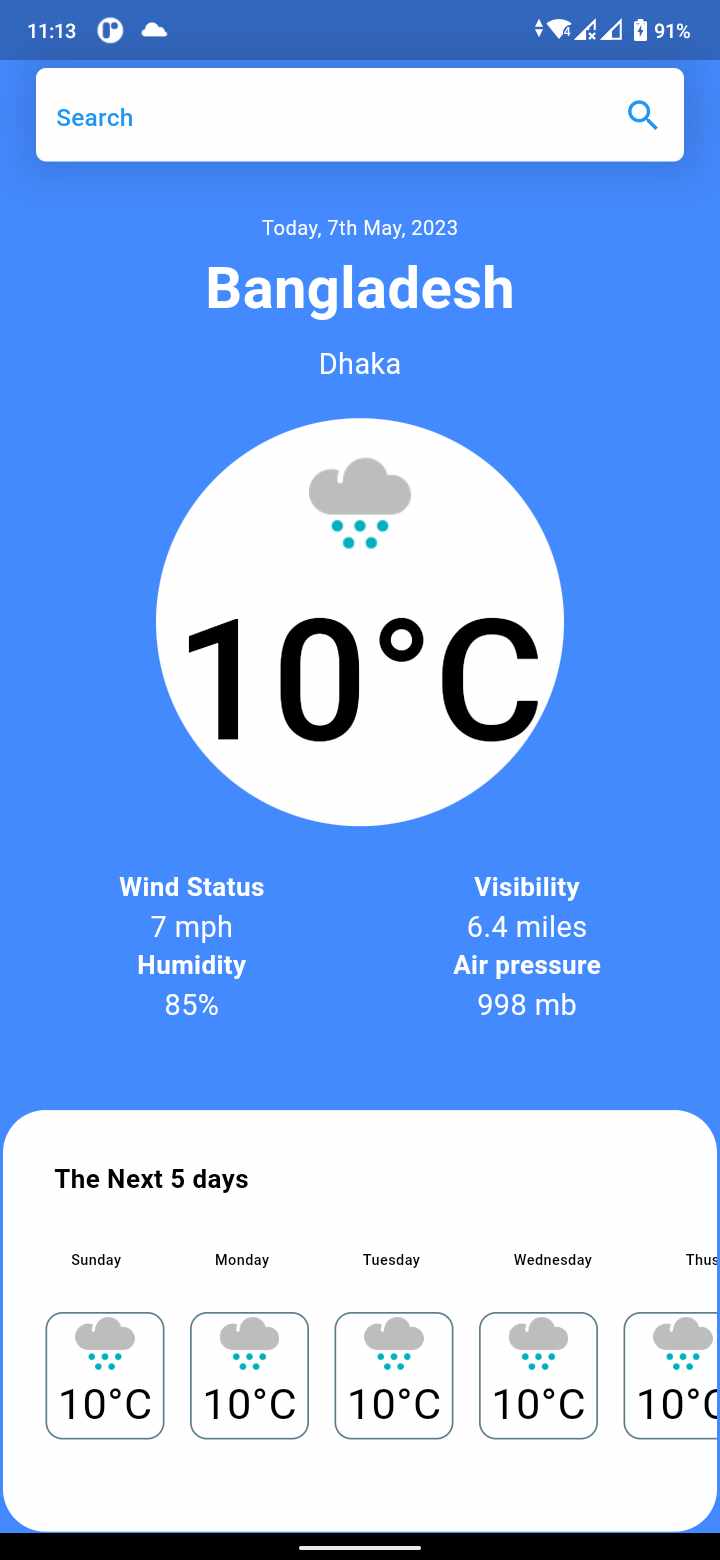 11:13 91%
Search
Today, 7th May, 2023
Bangladesh
Dhaka
10°C
Wind Status Visibility
7 mph 6.4 miles
Humidity Air pressure
85% 998 mb
The Next 5 days
Sunday Monday Tuesday Wednesday Thus
10°C 10°C 10°C 10°C 10°C